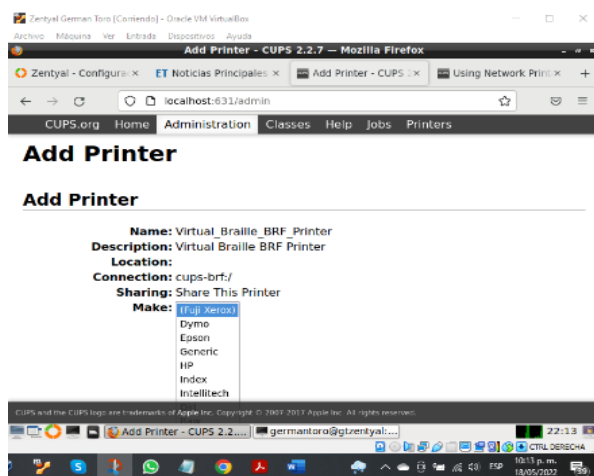 Zentyal German Toro [Corriendo] - Oracle VM VirtualBox
Archivo Máquina Ver Entrada Dispositivos Ayuda
Add Printer - CUPS 2.2.7 — Mozilla Firefox
Zentyal - Configura × ET Noticias Principales × Add Printer - CUPS 2 × Using Network Print × +
localhost:631/admin
CUPS.org Home Administration Classes Help Jobs Printers
Add Printer
Add Printer
Name: Virtual_Braille_BRF_Printer
Description: Virtual Braille BRF Printer
Location:
Connection: cups-brf:/
Sharing: Share This Printer
Make: (Fuji Xerox)
Dymo
Epson
Generic
HP
Index
Intellitech
CUPS and the CUPS logo are trademarks of Apple Inc. Copyright © 2007-2017 Apple Inc. All rights reserved.
Add Printer - CUPS 2.2.... germantoro@gtzentyal:... 22:13
CTRL DERECHA
ESP 10:13 p. m.
18/05/2022